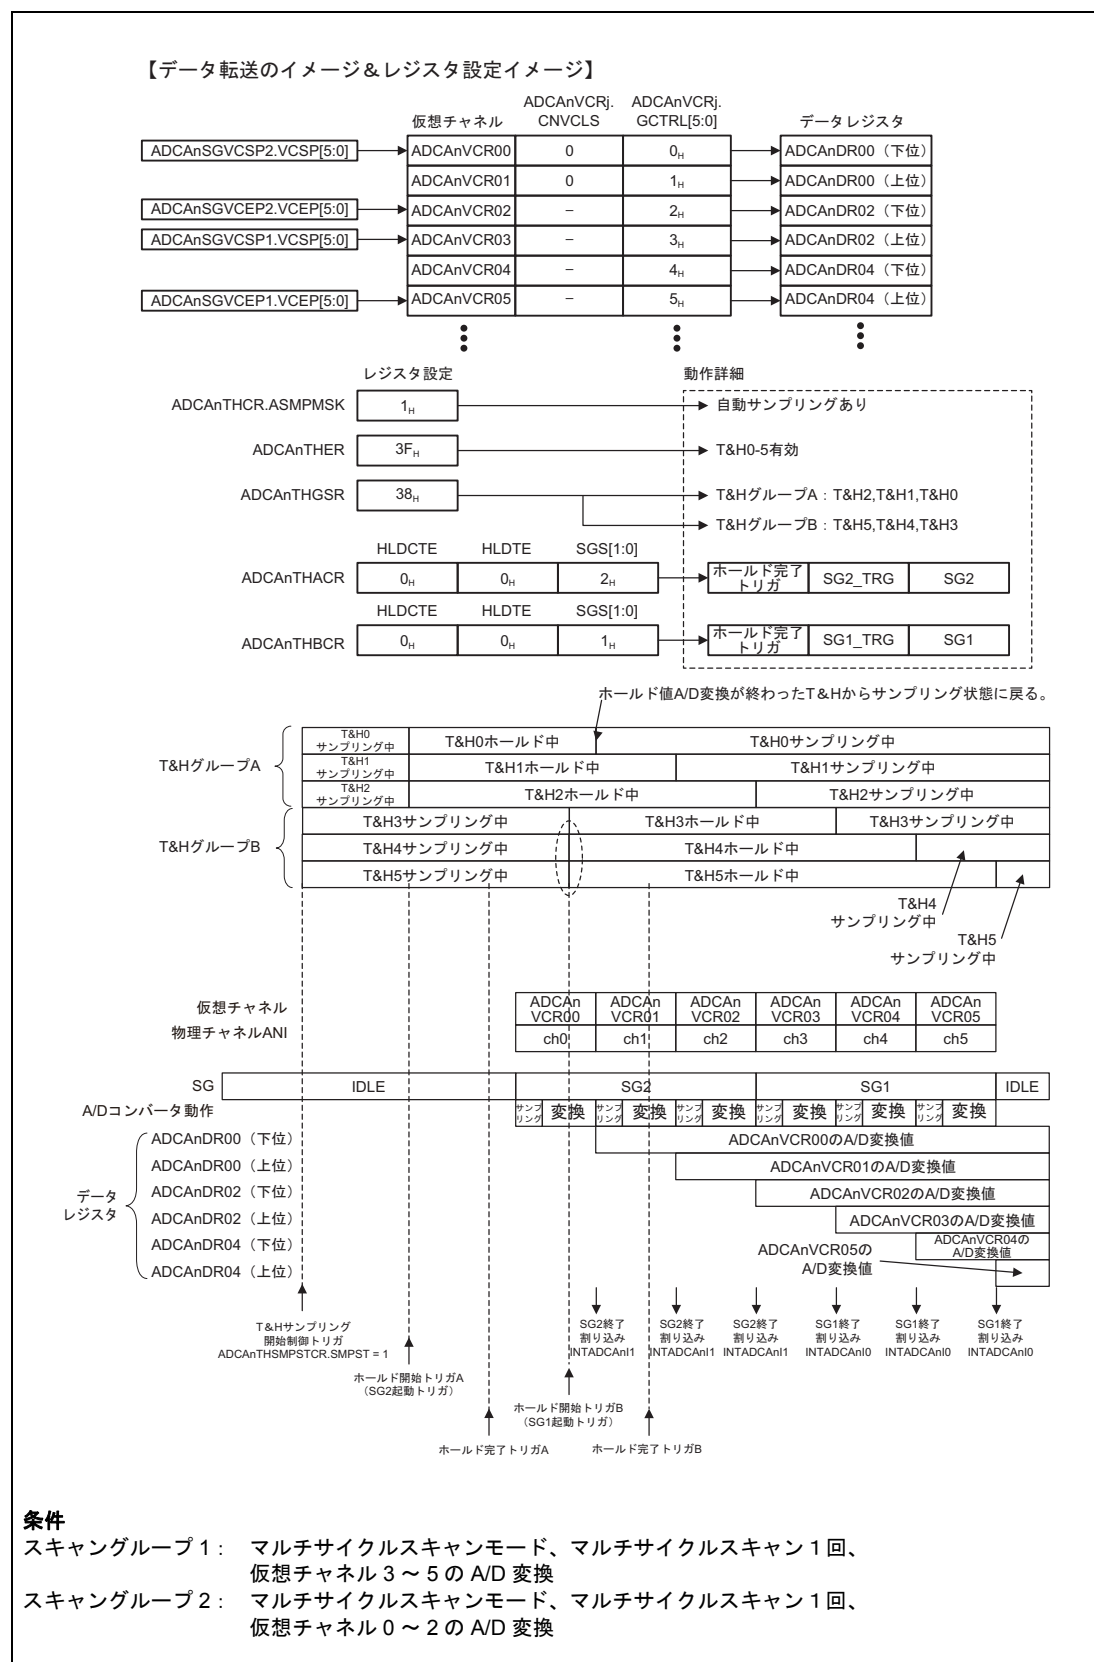 【データ転送のイメージ＆レジスタ設定イメージ】
仮想チャネル
ADCAnVCRj.
CNVCLS
ADCAnVCRj.
GCTRL[5:0]
データレジスタ
ADCAnSGVCSP2.VCSP[5:0] ADCAnVCR00 0 0H ADCAnDR00（下位）
ADCAnVCR01 0 1H ADCAnDR00（上位）
ADCAnSGVCEP2.VCEP[5:0] ADCAnVCR02 － 2H ADCAnDR02（下位）
ADCAnSGVCSP1.VCSP[5:0] ADCAnVCR03 － 3H ADCAnDR02（上位）
ADCAnVCR04 － 4H ADCAnDR04（下位）
ADCAnSGVCEP1.VCEP[5:0] ADCAnVCR05 － 5H ADCAnDR04（上位）
レジスタ設定 動作詳細
ADCAnTHCR.ASMPMSK 1H 自動サンプリングあり
ADCAnTHER 3FH T&H0-5有効
ADCAnTHGSR 38H T&HグループA：T&H2,T&H1,T&H0
T&HグループB：T&H5,T&H4,T&H3
HLDCTE HLDTE SGS[1:0]
ADCAnTHACR 0H 0H 2H ホールド完了
トリガ SG2_TRG SG2
HLDCTE HLDTE SGS[1:0]
ADCAnTHBCR 0H 0H 1H ホールド完了
トリガ SG1_TRG SG1
ホールド値A/D変換が終わったT&Hからサンプリング状態に戻る。
T&HグループA
T&H0
サンプリング中 T&H0ホールド中 T&H0サンプリング中
T&H1
サンプリング中 T&H1ホールド中 T&H1サンプリング中
T&H2
サンプリング中 T&H2ホールド中 T&H2サンプリング中
T&HグループB
T&H3サンプリング中 T&H3ホールド中 T&H3サンプリング中
T&H4サンプリング中 T&H4ホールド中
T&H5サンプリング中 T&H5ホールド中
T&H4
サンプリング中
T&H5
サンプリング中
仮想チャネル
ADCAn
VCR00
ADCAn
VCR01
ADCAn
VCR02
ADCAn
VCR03
ADCAn
VCR04
ADCAn
VCR05
物理チャネルANI ch0 ch1 ch2 ch3 ch4 ch5
SG IDLE SG2 SG1 IDLE
A/Dコンバータ動作 サンプリング 変換 サンプリング 変換 サンプリング 変換 サンプリング 変換 サンプリング 変換 サンプリング 変換
データ
レジスタ
ADCAnDR00（下位） ADCAnVCR00のA/D変換値
ADCAnDR00（上位） ADCAnVCR01のA/D変換値
ADCAnDR02（下位） ADCAnVCR02のA/D変換値
ADCAnDR02（上位） ADCAnVCR03のA/D変換値
ADCAnDR04（下位） ADCAnVCR04の
A/D変換値
ADCAnDR04（上位） ADCAnVCR05の
A/D変換値
T&Hサンプリング
開始制御トリガ
ADCAnTHSMPSTCR.SMPST = 1
SG2終了
割り込み
INTADCAnI1
SG2終了
割り込み
INTADCAnI1
SG2終了
割り込み
INTADCAnI1
SG1終了
割り込み
INTADCAnI0
SG1終了
割り込み
INTADCAnI0
SG1終了
割り込み
INTADCAnI0
ホールド開始トリガA
（SG2起動トリガ）
ホールド開始トリガB
（SG1起動トリガ）
ホールド完了トリガA
ホールド完了トリガB
条件
スキャングループ 1： マルチサイクルスキャンモード、マルチサイクルスキャン 1 回、
仮想チャネル 3 ～ 5 の A/D 変換
スキャングループ 2： マルチサイクルスキャンモード、マルチサイクルスキャン 1 回、
仮想チャネル 0 ～ 2 の A/D 変換